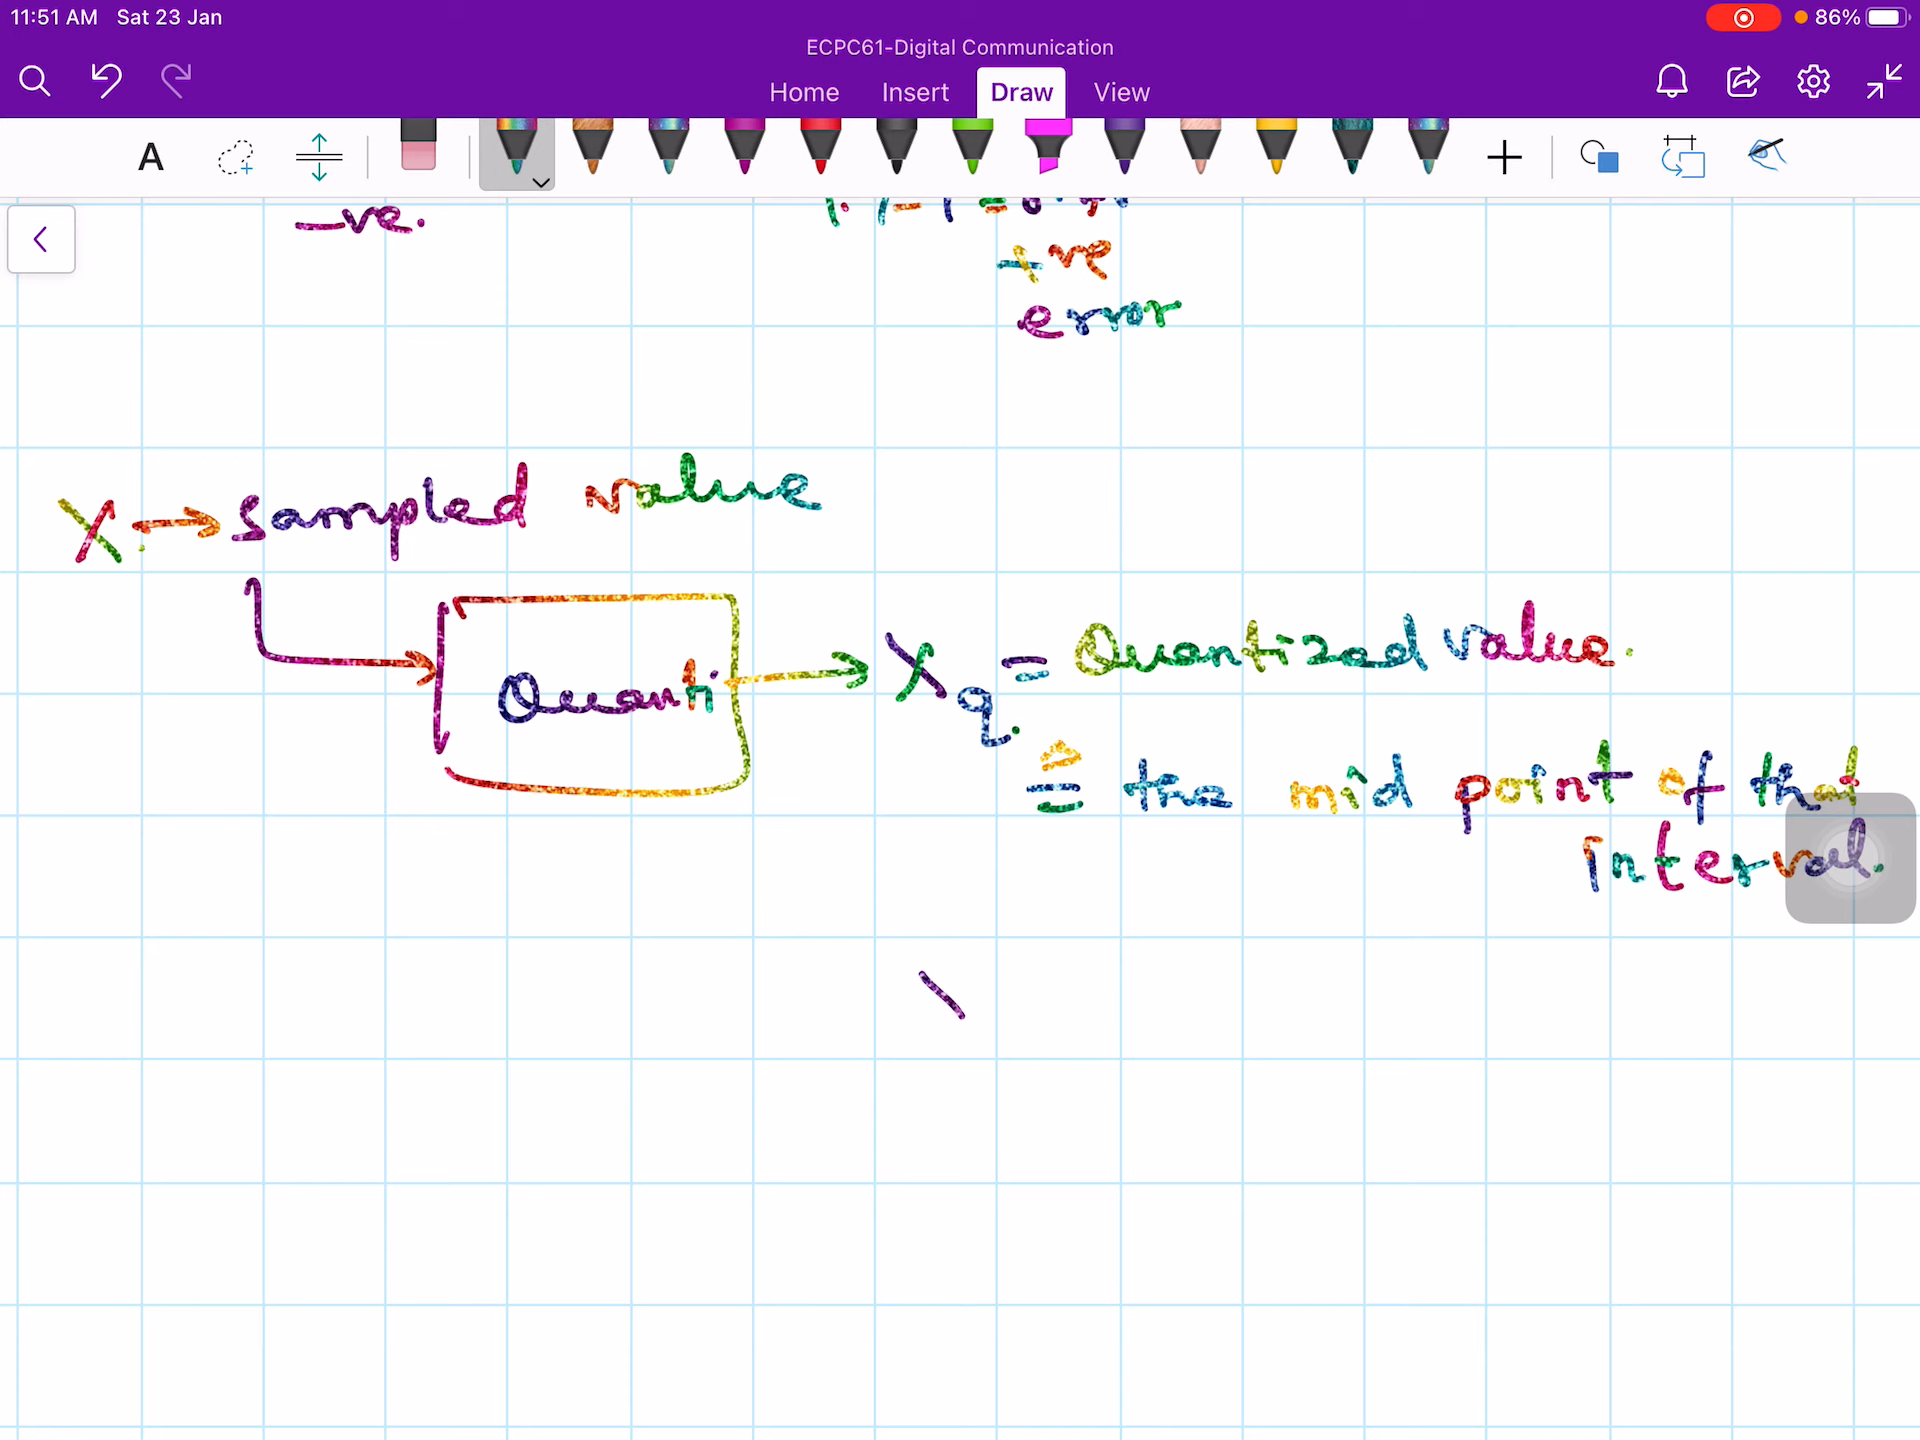 11:51 AM Sat 23 Jan
86%
ECPC61-Digital Communication
Home Insert Draw View
A
-ve.
+ve
error
X → sampled value
Quanti → Xq = Quantized value.
≙ the mid point of that
interval.